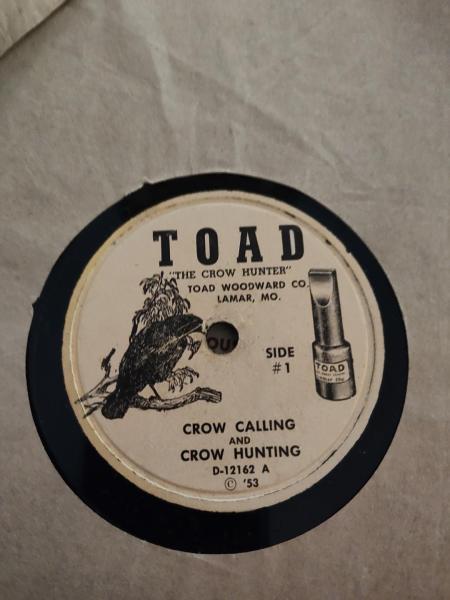 TOAD
"THE CROW HUNTER"
TOAD WOODWARD CO.
LAMAR, MO.
OU
SIDE
#1
TOAD
CROW CALLING
AND
CROW HUNTING
D-12162 A
© '53